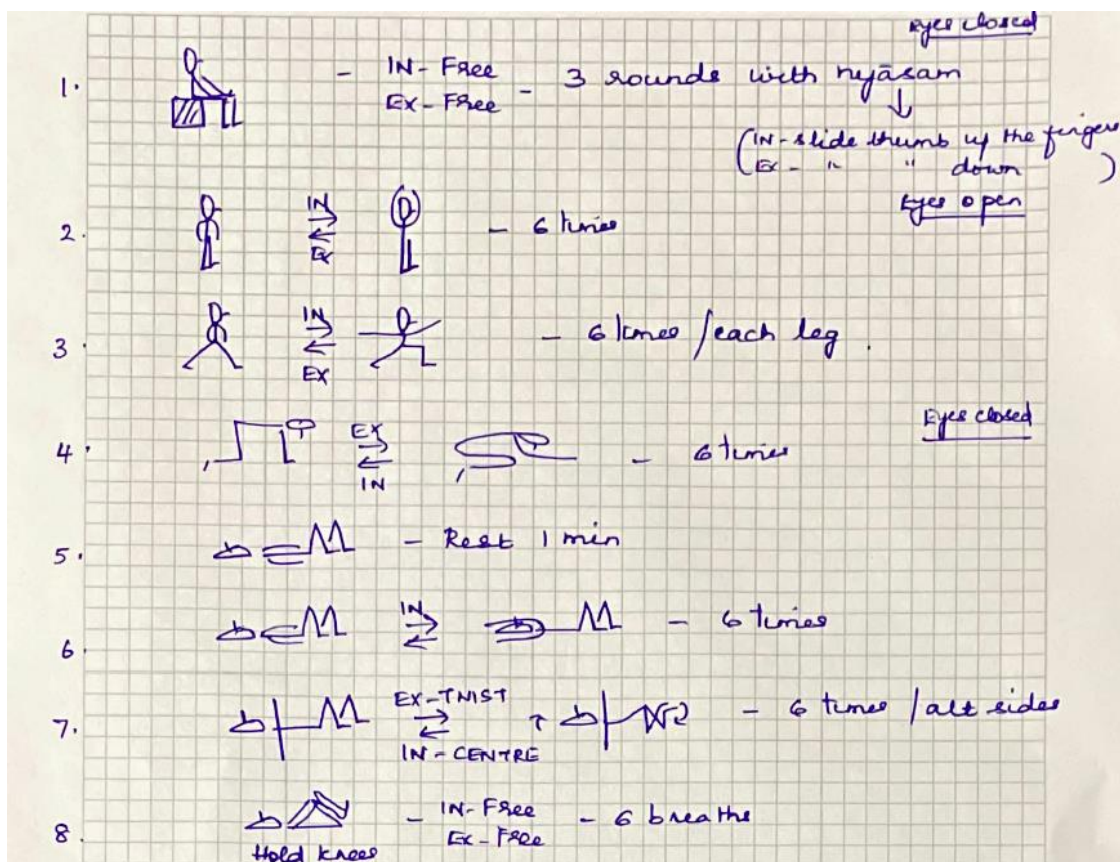 Eyes closed
1. - IN - Free - 3 rounds with nyāsam
EX - Free
(IN - slide thumb up the fingers
EX - " " down )
Eyes open
2. IN - 6 times
EX
3. IN - 6 times / each leg.
EX
Eyes closed
4. EX - 6 times
IN
5. - Rest 1 min
6. IN - 6 times
7. EX-TWIST - 6 times / alt sides
IN - CENTRE
8. - IN - Free - 6 breaths
Ex - Free
Hold knees